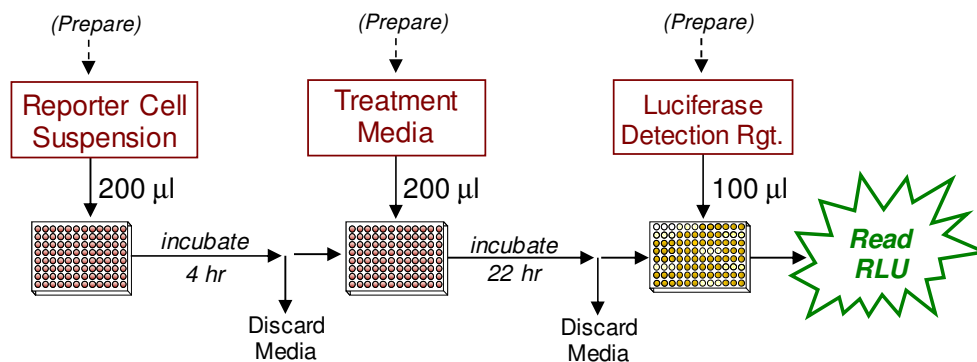 (Prepare)
Reporter Cell
Suspension
200 µl
incubate
4 hr
Discard
Media
(Prepare)
Treatment
Media
200 µl
incubate
22 hr
Discard
Media
(Prepare)
Luciferase
Detection Rgt.
100 µl
Read
RLU